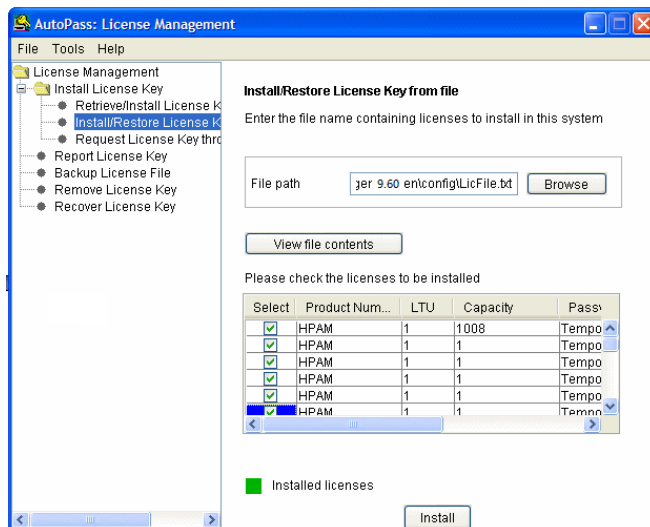 AutoPass: License Management
File Tools Help
License Management
Install License Key
Retrieve/Install License K
Install/Restore License K
Request License Key thro
Report License Key
Backup License File
Remove License Key
Recover License Key
Install/Restore License Key from file
Enter the file name containing licenses to install in this system
File path ger 9.60 en\config\LicFile.txt Browse
View file contents
Please check the licenses to be installed
Select Product Num... LTU Capacity Passv
HPAM 1 1008 Tempo
HPAM 1 1 Tempo
HPAM 1 1 Tempo
HPAM 1 1 Tempo
HPAM 1 1 Tempo
HPAM 1 1 Tempo
Installed licenses
Install